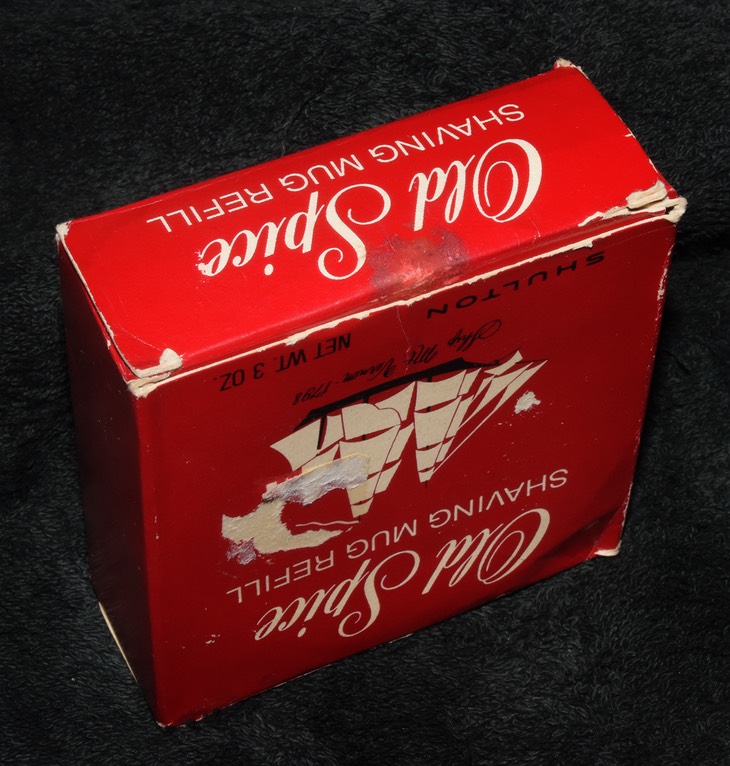 Old Spice
SHAVING MUG REFILL
Old Spice
SHAVING MUG REFILL
Ship Mt. Vernon - 1798
NET WT. 3 OZ.
SHULTON